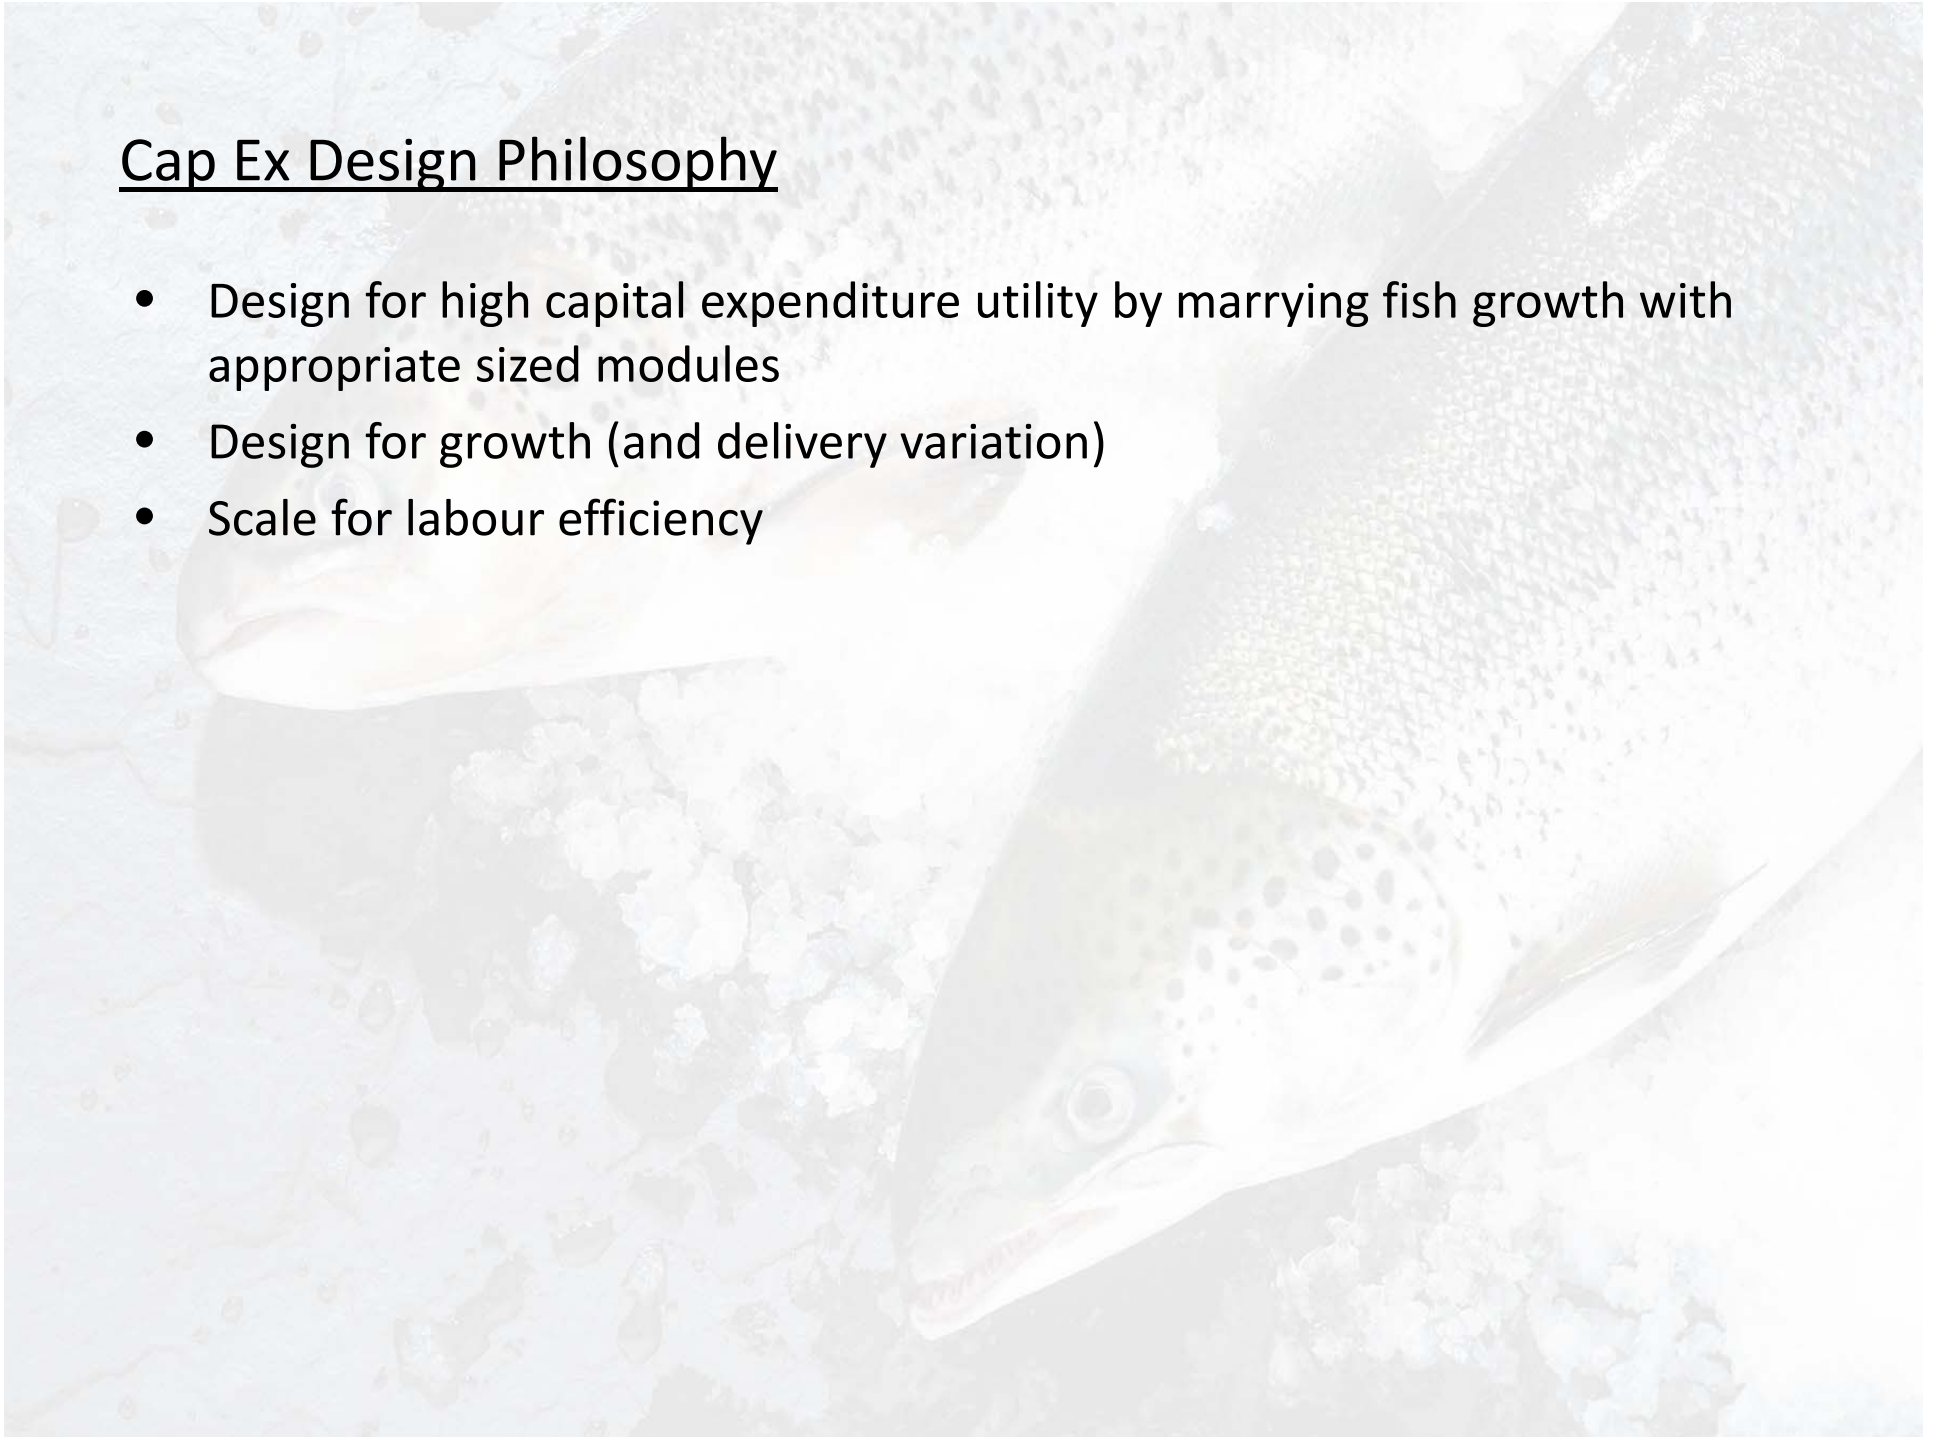 Cap Ex Design Philosophy
• Design for high capital expenditure utility by marrying fish growth with
appropriate sized modules
• Design for growth (and delivery variation)
• Scale for labour efficiency